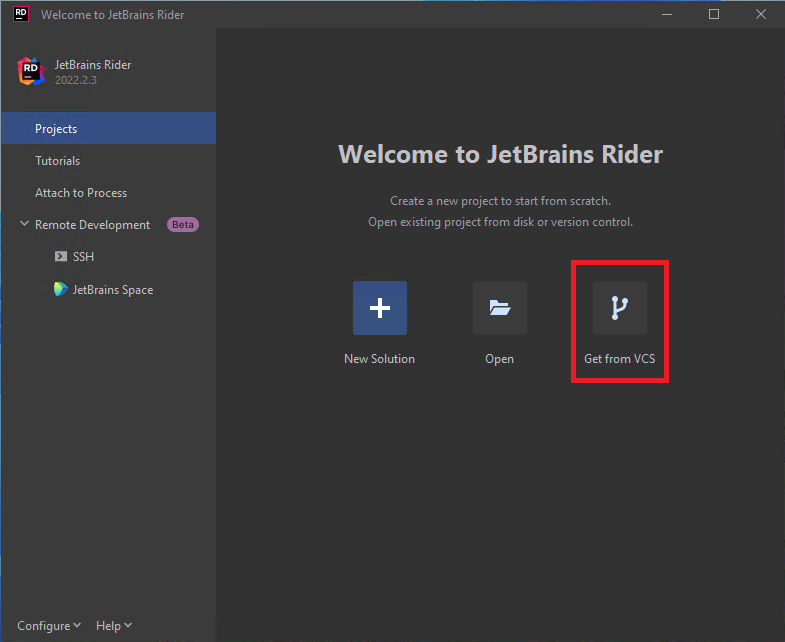 RD Welcome to JetBrains Rider
RD JetBrains Rider
2022.2.3
Projects
Tutorials
Attach to Process
Remote Development Beta
SSH
JetBrains Space
Configure Help
Welcome to JetBrains Rider
Create a new project to start from scratch.
Open existing project from disk or version control.
New Solution Open Get from VCS